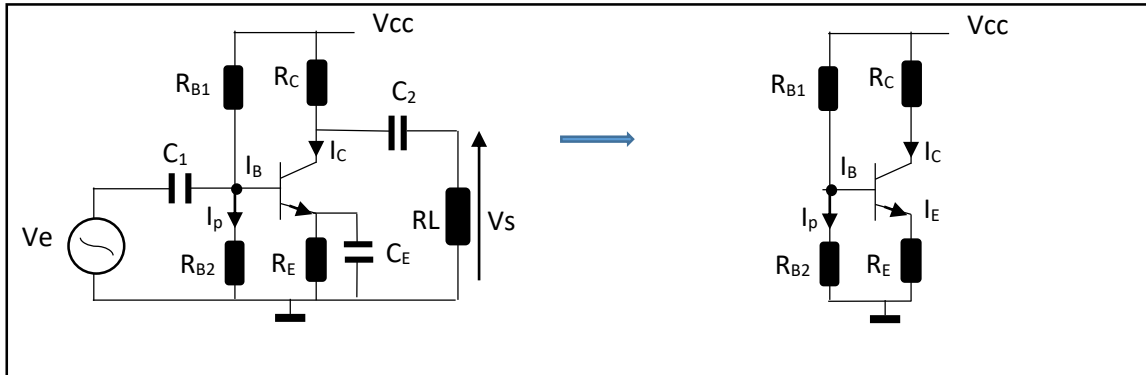 Vcc
R_B1
R_C
C_2
C_1
I_B
I_C
I_p
Ve
R_B2
R_E
C_E
RL
Vs
Vcc
R_B1
R_C
I_B
I_C
I_p
I_E
R_B2
R_E